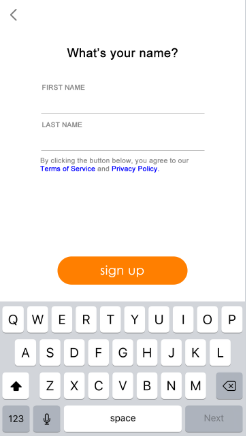 What's your name?
FIRST NAME
LAST NAME
By clicking the button below, you agree to our
Terms of Service and Privacy Policy.
sign up
Q W E R T Y U I O P
A S D F G H J K L
Z X C V B N M
123 space Next